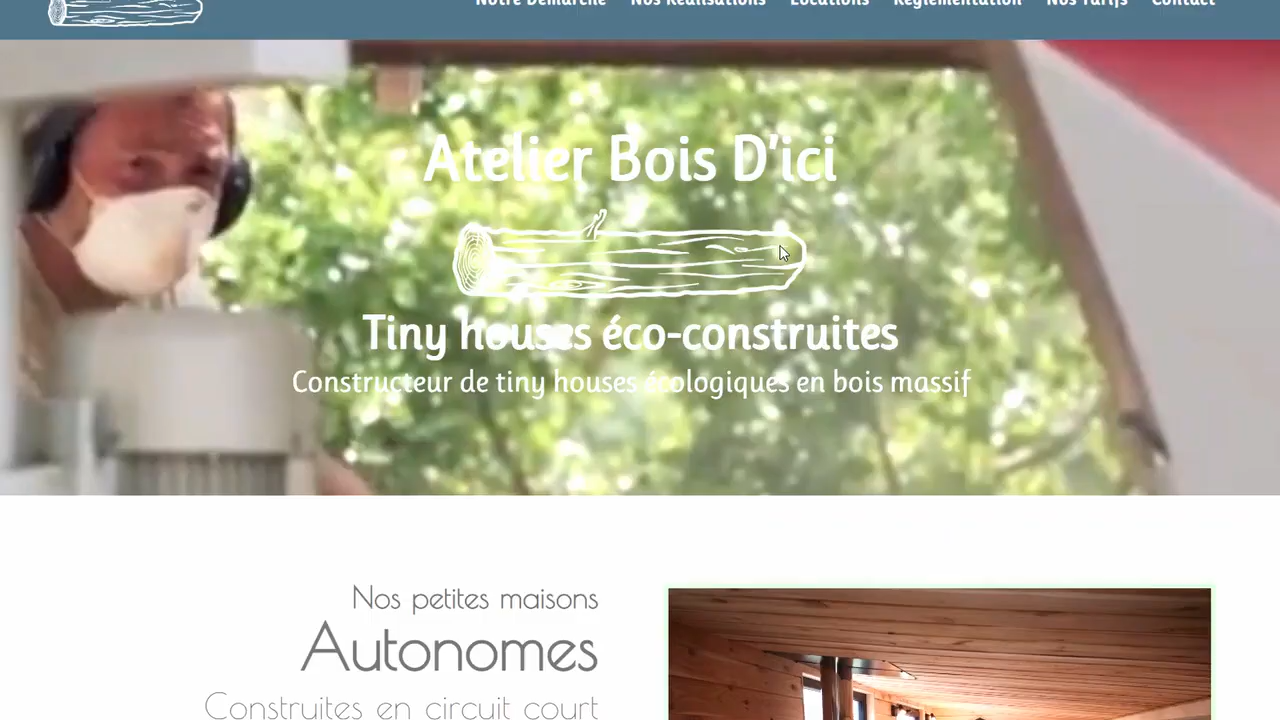 Notre Démarche Nos Réalisations Locations Réglementation Nos Tarifs Contact
Atelier Bois D'ici
Tiny houses éco-construites
Constructeur de tiny houses écologiques en bois massif
Nos petites maisons
Autonomes
Construites en circuit court